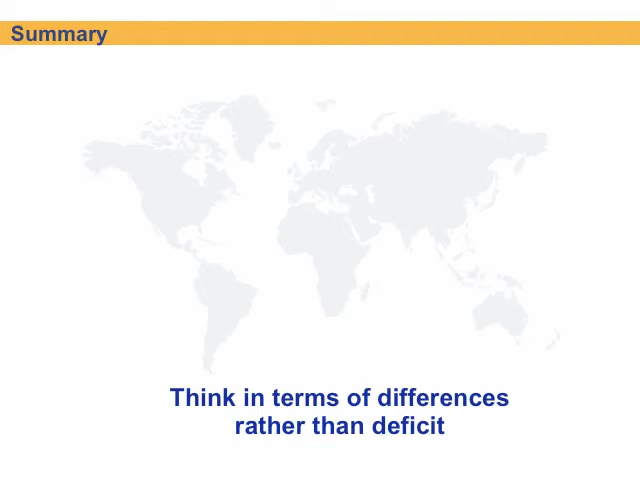 Summary
Think in terms of differences
rather than deficit